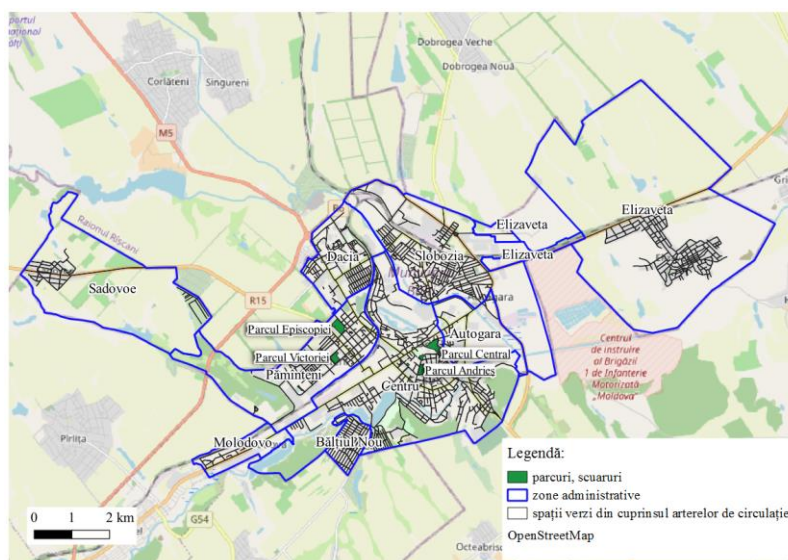 Dobrogea Veche
Dobrogea Nouă
Corlăteni
Singureni
M5
Raionul Rîșcani
Elizaveta
Elizaveta
Elizaveta
Slobozia
Dacia
Sadovoe
R15
Parcul Episcopiei
Autogara
Parcul Victoriei
Parcul Central
Pămînteni
Parcul Andrieș
Centru
Centrul
de instruire
al Brigăzii
1 de Infanterie
Motorizată
„Moldova”
Pîrlița
Molodovo
Bălțiul Nou
G54
0 1 2 km
Legendă:
parcuri, scuaruri
zone administrative
spații verzi din cuprinsul arterelor de circulație
OpenStreetMap